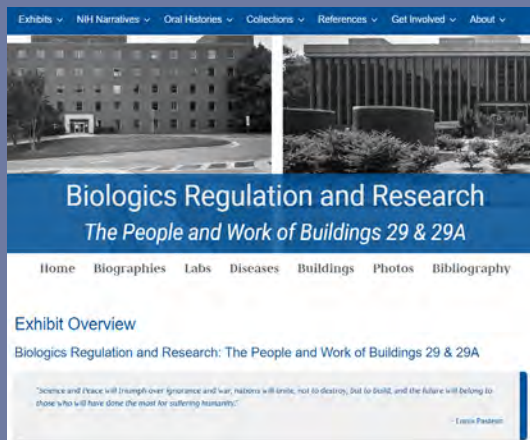 Exhibits NIH Narratives Oral Histories Collections References Get Involved About
Biologics Regulation and Research
The People and Work of Buildings 29 & 29A
Home Biographies Labs Diseases Buildings Photos Bibliography
Exhibit Overview
Biologics Regulation and Research: The People and Work of Buildings 29 & 29A
"Science and Peace will triumph over ignorance and war, nations will unite, not to destroy, but to build, and the future will belong to
those who will have done the most for suffering humanity."
- Louis Pasteur